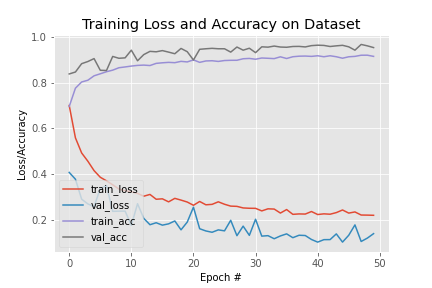 Training Loss and Accuracy on Dataset
1.0
0.8
0.6
0.4
0.2
Loss/Accuracy
train_loss
val_loss
train_acc
val_acc
0 10 20 30 40 50
Epoch #